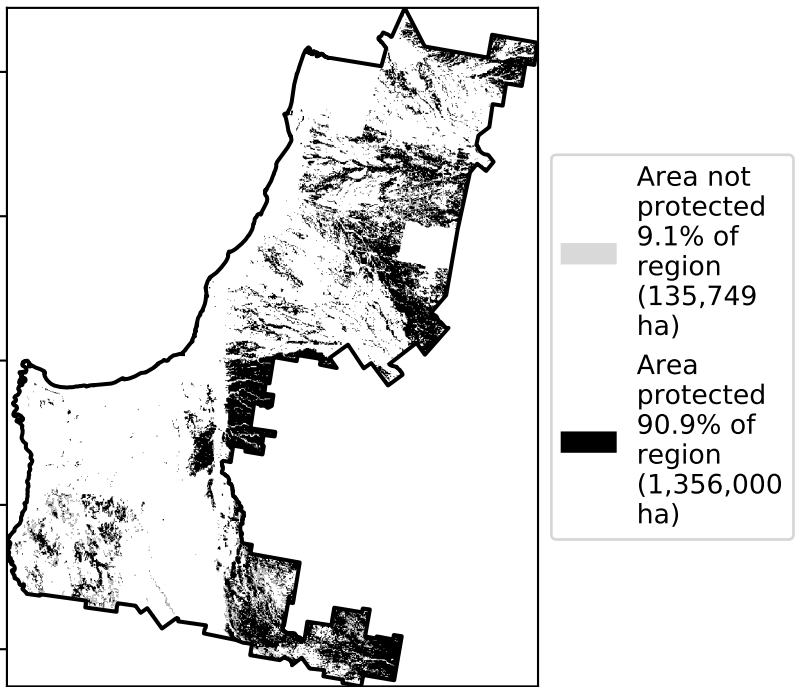 Area not
protected
9.1% of
region
(135,749
ha)
Area
protected
90.9% of
region
(1,356,000
ha)